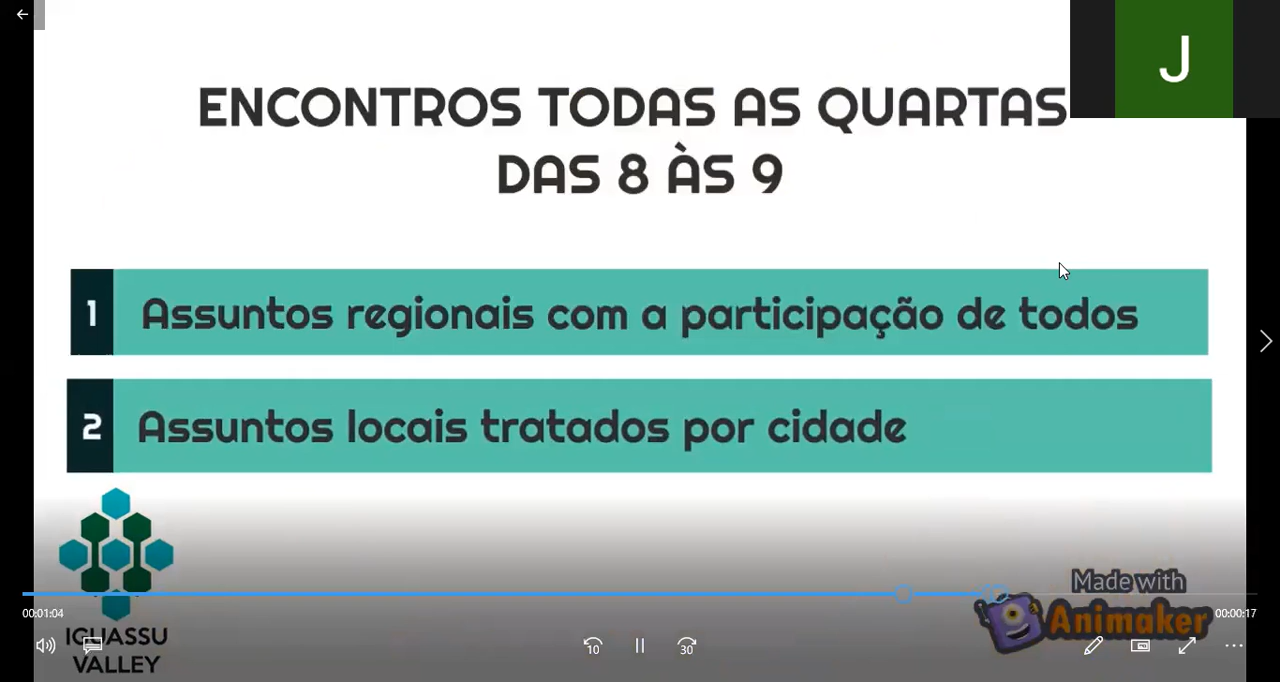 J
ENCONTROS TODAS AS QUARTAS
DAS 8 ÀS 9
1 Assuntos regionais com a participação de todos
2 Assuntos locais tratados por cidade
Made with
Animaker
00:01:04
00:00:17
IGUASSU
VALLEY
10
30